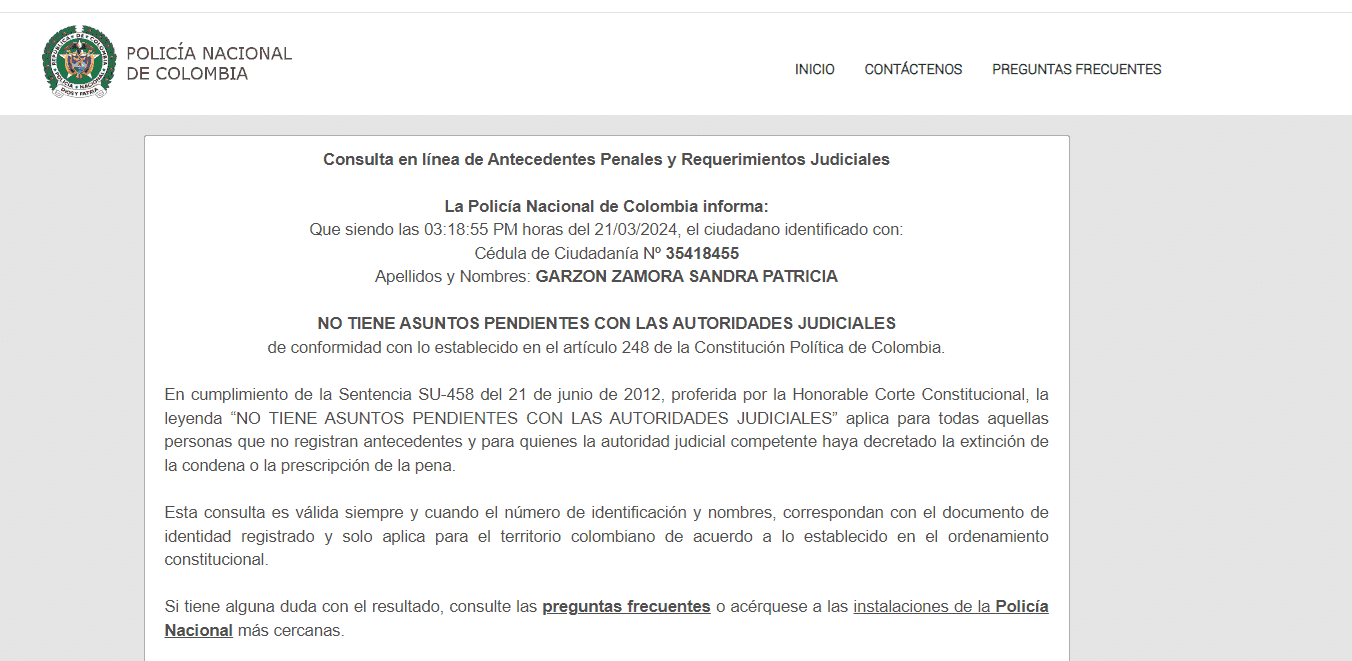 POLICÍA NACIONAL
DE COLOMBIA
INICIO CONTÁCTENOS PREGUNTAS FRECUENTES
Consulta en línea de Antecedentes Penales y Requerimientos Judiciales
La Policía Nacional de Colombia informa:
Que siendo las 03:18:55 PM horas del 21/03/2024, el ciudadano identificado con:
Cédula de Ciudadanía Nº 35418455
Apellidos y Nombres: GARZON ZAMORA SANDRA PATRICIA
NO TIENE ASUNTOS PENDIENTES CON LAS AUTORIDADES JUDICIALES
de conformidad con lo establecido en el artículo 248 de la Constitución Política de Colombia.
En cumplimiento de la Sentencia SU-458 del 21 de junio de 2012, proferida por la Honorable Corte Constitucional, la
leyenda “NO TIENE ASUNTOS PENDIENTES CON LAS AUTORIDADES JUDICIALES” aplica para todas aquellas
personas que no registran antecedentes y para quienes la autoridad judicial competente haya decretado la extinción de
la condena o la prescripción de la pena.
Esta consulta es válida siempre y cuando el número de identificación y nombres, correspondan con el documento de
identidad registrado y solo aplica para el territorio colombiano de acuerdo a lo establecido en el ordenamiento
constitucional.
Si tiene alguna duda con el resultado, consulte las preguntas frecuentes o acérquese a las instalaciones de la Policía
Nacional más cercanas.